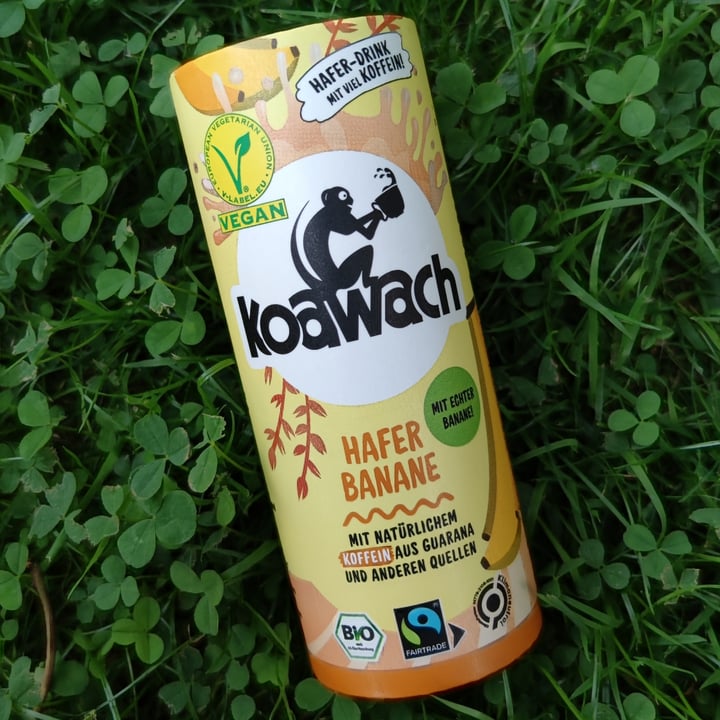 HAFER-DRINK
MIT VIEL KOFFEIN!
EUROPEAN VEGETARIAN UNION
V-LABEL.EU
VEGAN
koawach
MIT ECHTER
BANANE!
HAFER
BANANE
MIT NATÜRLICHEM
KOFFEIN AUS GUARANA
UND ANDEREN QUELLEN
BIO
FAIRTRADE
Klimaneutral